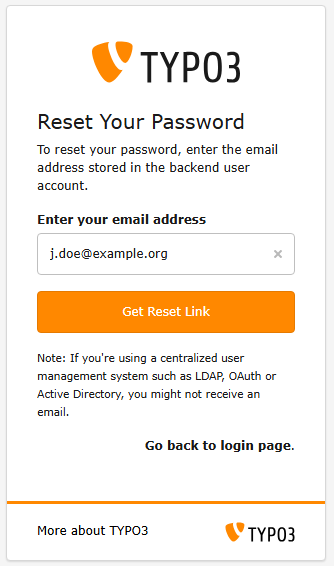 TYPO3
Reset Your Password
To reset your password, enter the email
address stored in the backend user
account.
Enter your email address
j.doe@example.org ×
Get Reset Link
Note: If you're using a centralized user
management system such as LDAP, OAuth or
Active Directory, you might not receive an
email.
Go back to login page.
More about TYPO3 TYPO3